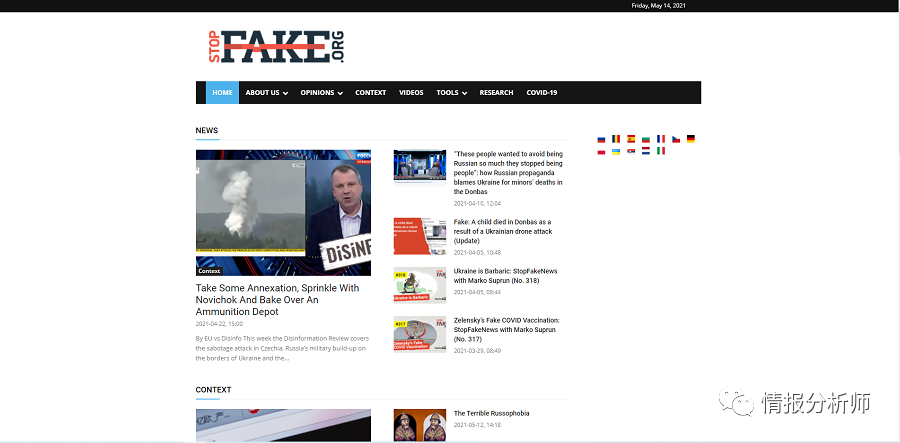 Friday, May 14, 2021
STOP FAKE .ORG
HOME ABOUT US OPINIONS CONTEXT VIDEOS TOOLS RESEARCH COVID-19
NEWS
DiSiNF
Context
Take Some Annexation, Sprinkle With
Novichok And Bake Over An
Ammunition Depot
2021-04-22, 15:00
By EU vs Disinfo This week the Disinformation Review covers
the sabotage attack in Czechia, Russia's military build-up on
the borders of Ukraine and the...
"These people wanted to avoid being
Russian so much they stopped being
people": how Russian propaganda
blames Ukraine for minors' deaths in
the Donbas
2021-04-10, 12:04
Fake: A child died in Donbas as a
result of a Ukrainian drone attack
(Update)
2021-04-05, 10:48
#318
Ukraine is Barbaric
Ukraine is Barbaric: StopFakeNews
with Marko Suprun (No. 318)
2021-04-05, 08:44
#317
Zelensky's Fake
COVID Vaccination
Zelensky's Fake COVID Vaccination:
StopFakeNews with Marko Suprun
(No. 317)
2021-03-29, 08:49
CONTEXT
The Terrible Russophobia
2021-05-12, 14:18
情报分析师